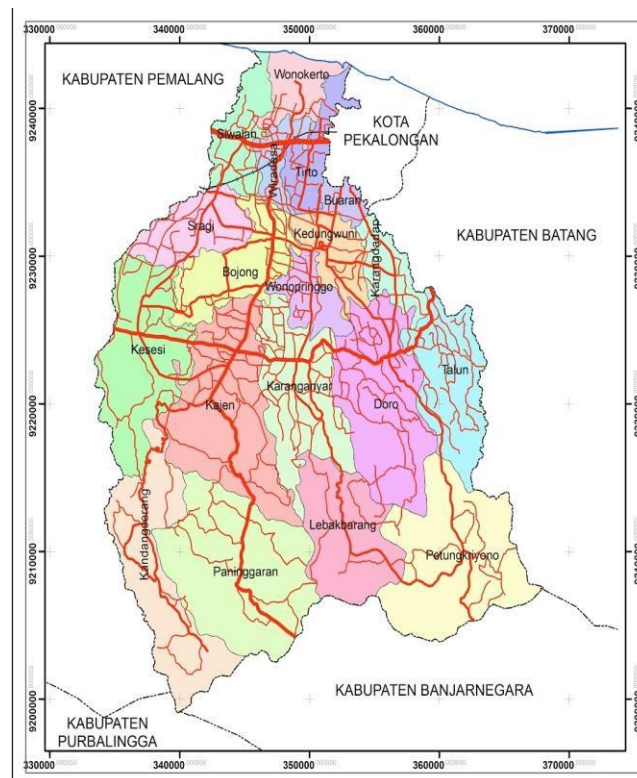 330000 340000 350000 360000 370000
KABUPATEN PEMALANG
Wonokerto
9240000
KOTA
PEKALONGAN
Siwalan
Wiradesa
Tirto
Buaran
Sragi
Kedungwuni
Karangdadap
KABUPATEN BATANG
9230000
Bojong
Wonopringgo
Kesesi
Talun
Karanganyar
Kajen
Doro
9220000
Kandangserang
Lebakbarang
Petungkriyono
Paninggaran
9210000
KABUPATEN BANJARNEGARA
9200000
KABUPATEN
PURBALINGGA
330000 340000 350000 360000 370000